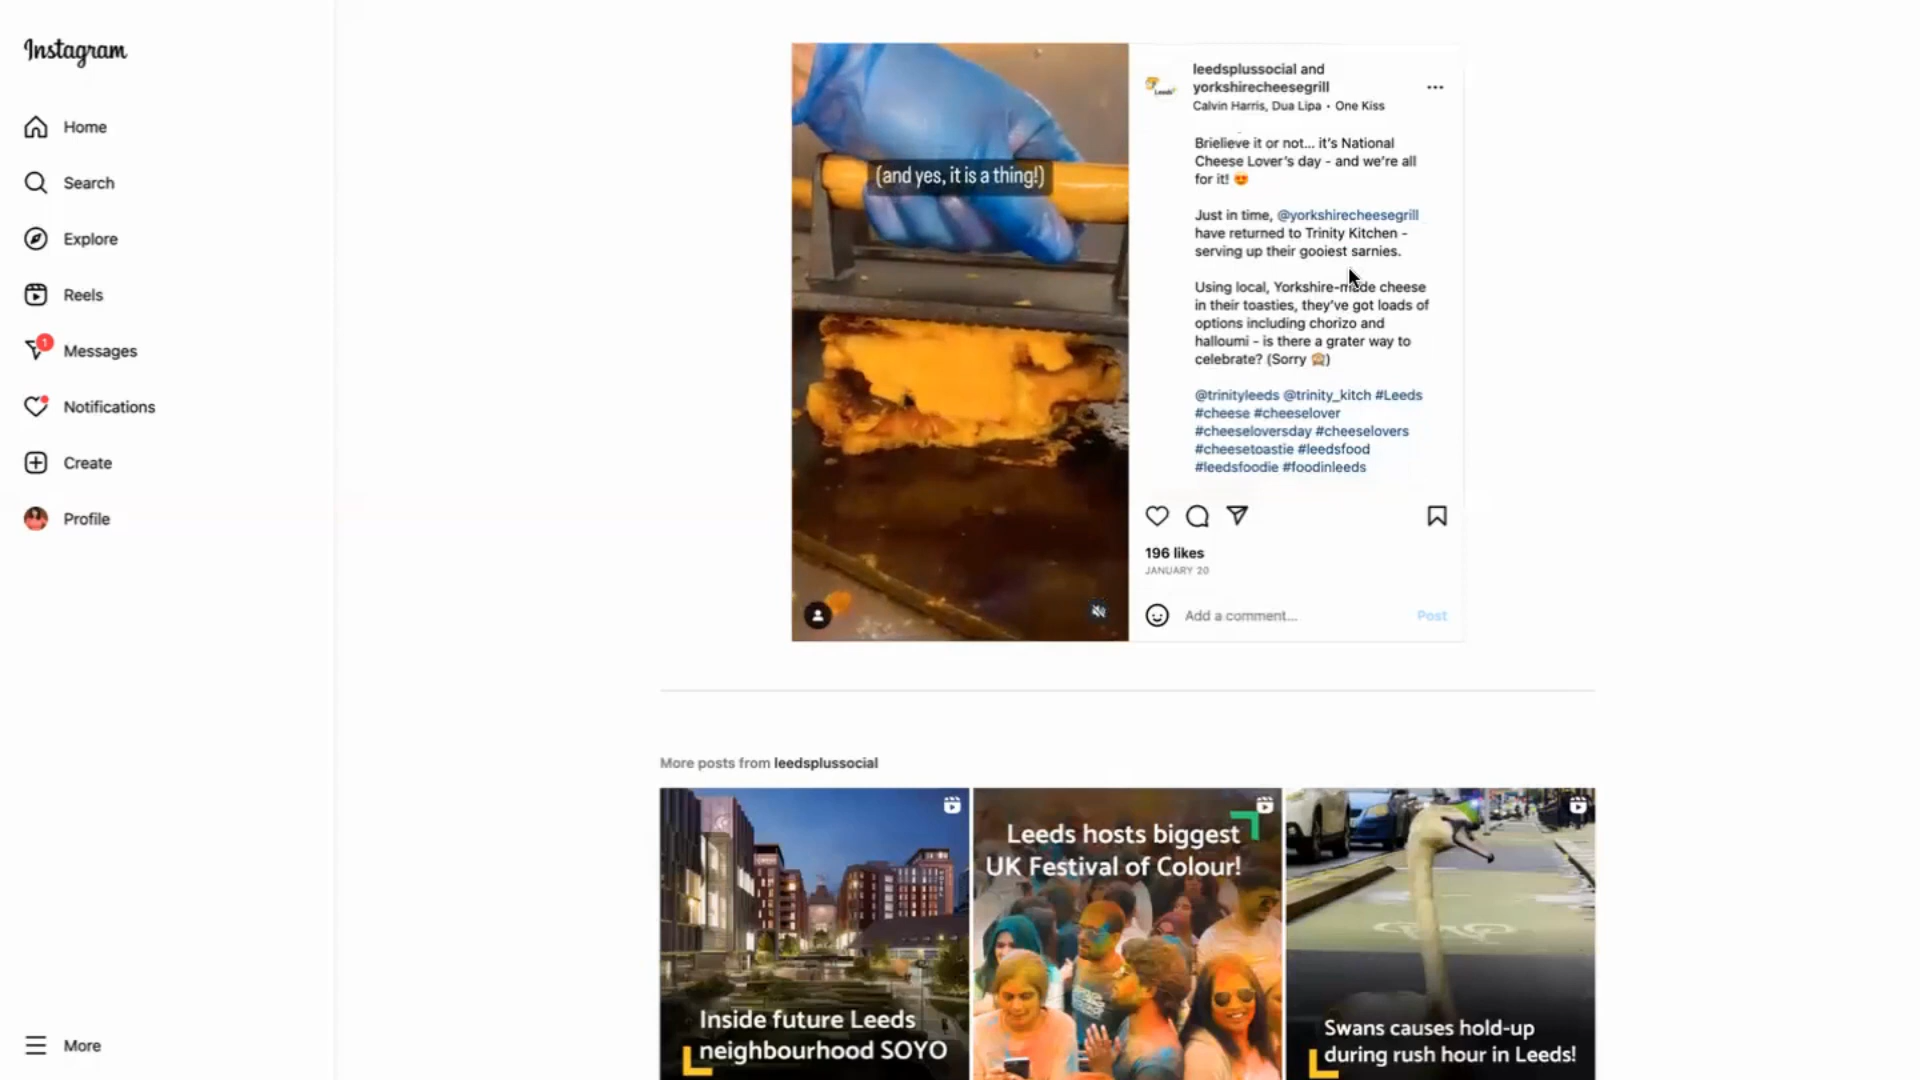 Instagram
Home
Search
Explore
Reels
1
Messages
Notifications
Create
Profile
More
(and yes, it is a thing!)
Leeds
leedsplussocial and
yorkshirecheesegrill
Calvin Harris, Dua Lipa • One Kiss
Brielieve it or not... it's National
Cheese Lover's day - and we're all
for it! 😍
Just in time, @yorkshirecheesegrill
have returned to Trinity Kitchen -
serving up their gooiest sarnies.
Using local, Yorkshire-made cheese
in their toasties, they've got loads of
options including chorizo and
halloumi - is there a grater way to
celebrate? (Sorry 🙈)
@trinityleeds @trinity_kitch #Leeds
#cheese #cheeselover
#cheeseloversday #cheeselovers
#cheesetoastie #leedsfood
#leedsfoodie #foodinleeds
196 likes
JANUARY 20
Add a comment...
Post
More posts from leedsplussocial
Inside future Leeds
neighbourhood SOYO
Leeds hosts biggest
UK Festival of Colour!
Swans causes hold-up
during rush hour in Leeds!